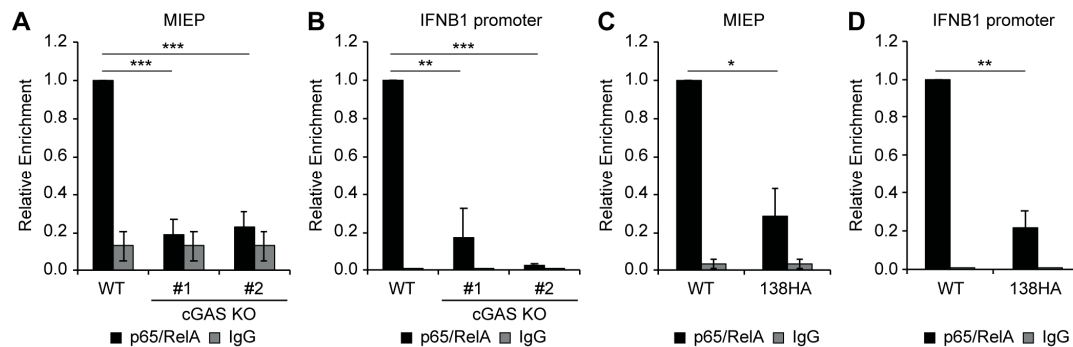 A
MIEP
Relative Enrichment
1.2
1.0
0.8
0.6
0.4
0.2
0.0
***
***
WT
#1
#2
cGAS KO
p65/RelA IgG
B
IFNB1 promoter
Relative Enrichment
1.2
1.0
0.8
0.6
0.4
0.2
0.0
***
**
WT
#1
#2
cGAS KO
p65/RelA IgG
C
MIEP
Relative Enrichment
1.2
1.0
0.8
0.6
0.4
0.2
0.0
*
WT
138HA
p65/RelA IgG
D
IFNB1 promoter
Relative Enrichment
1.2
1.0
0.8
0.6
0.4
0.2
0.0
**
WT
138HA
p65/RelA IgG